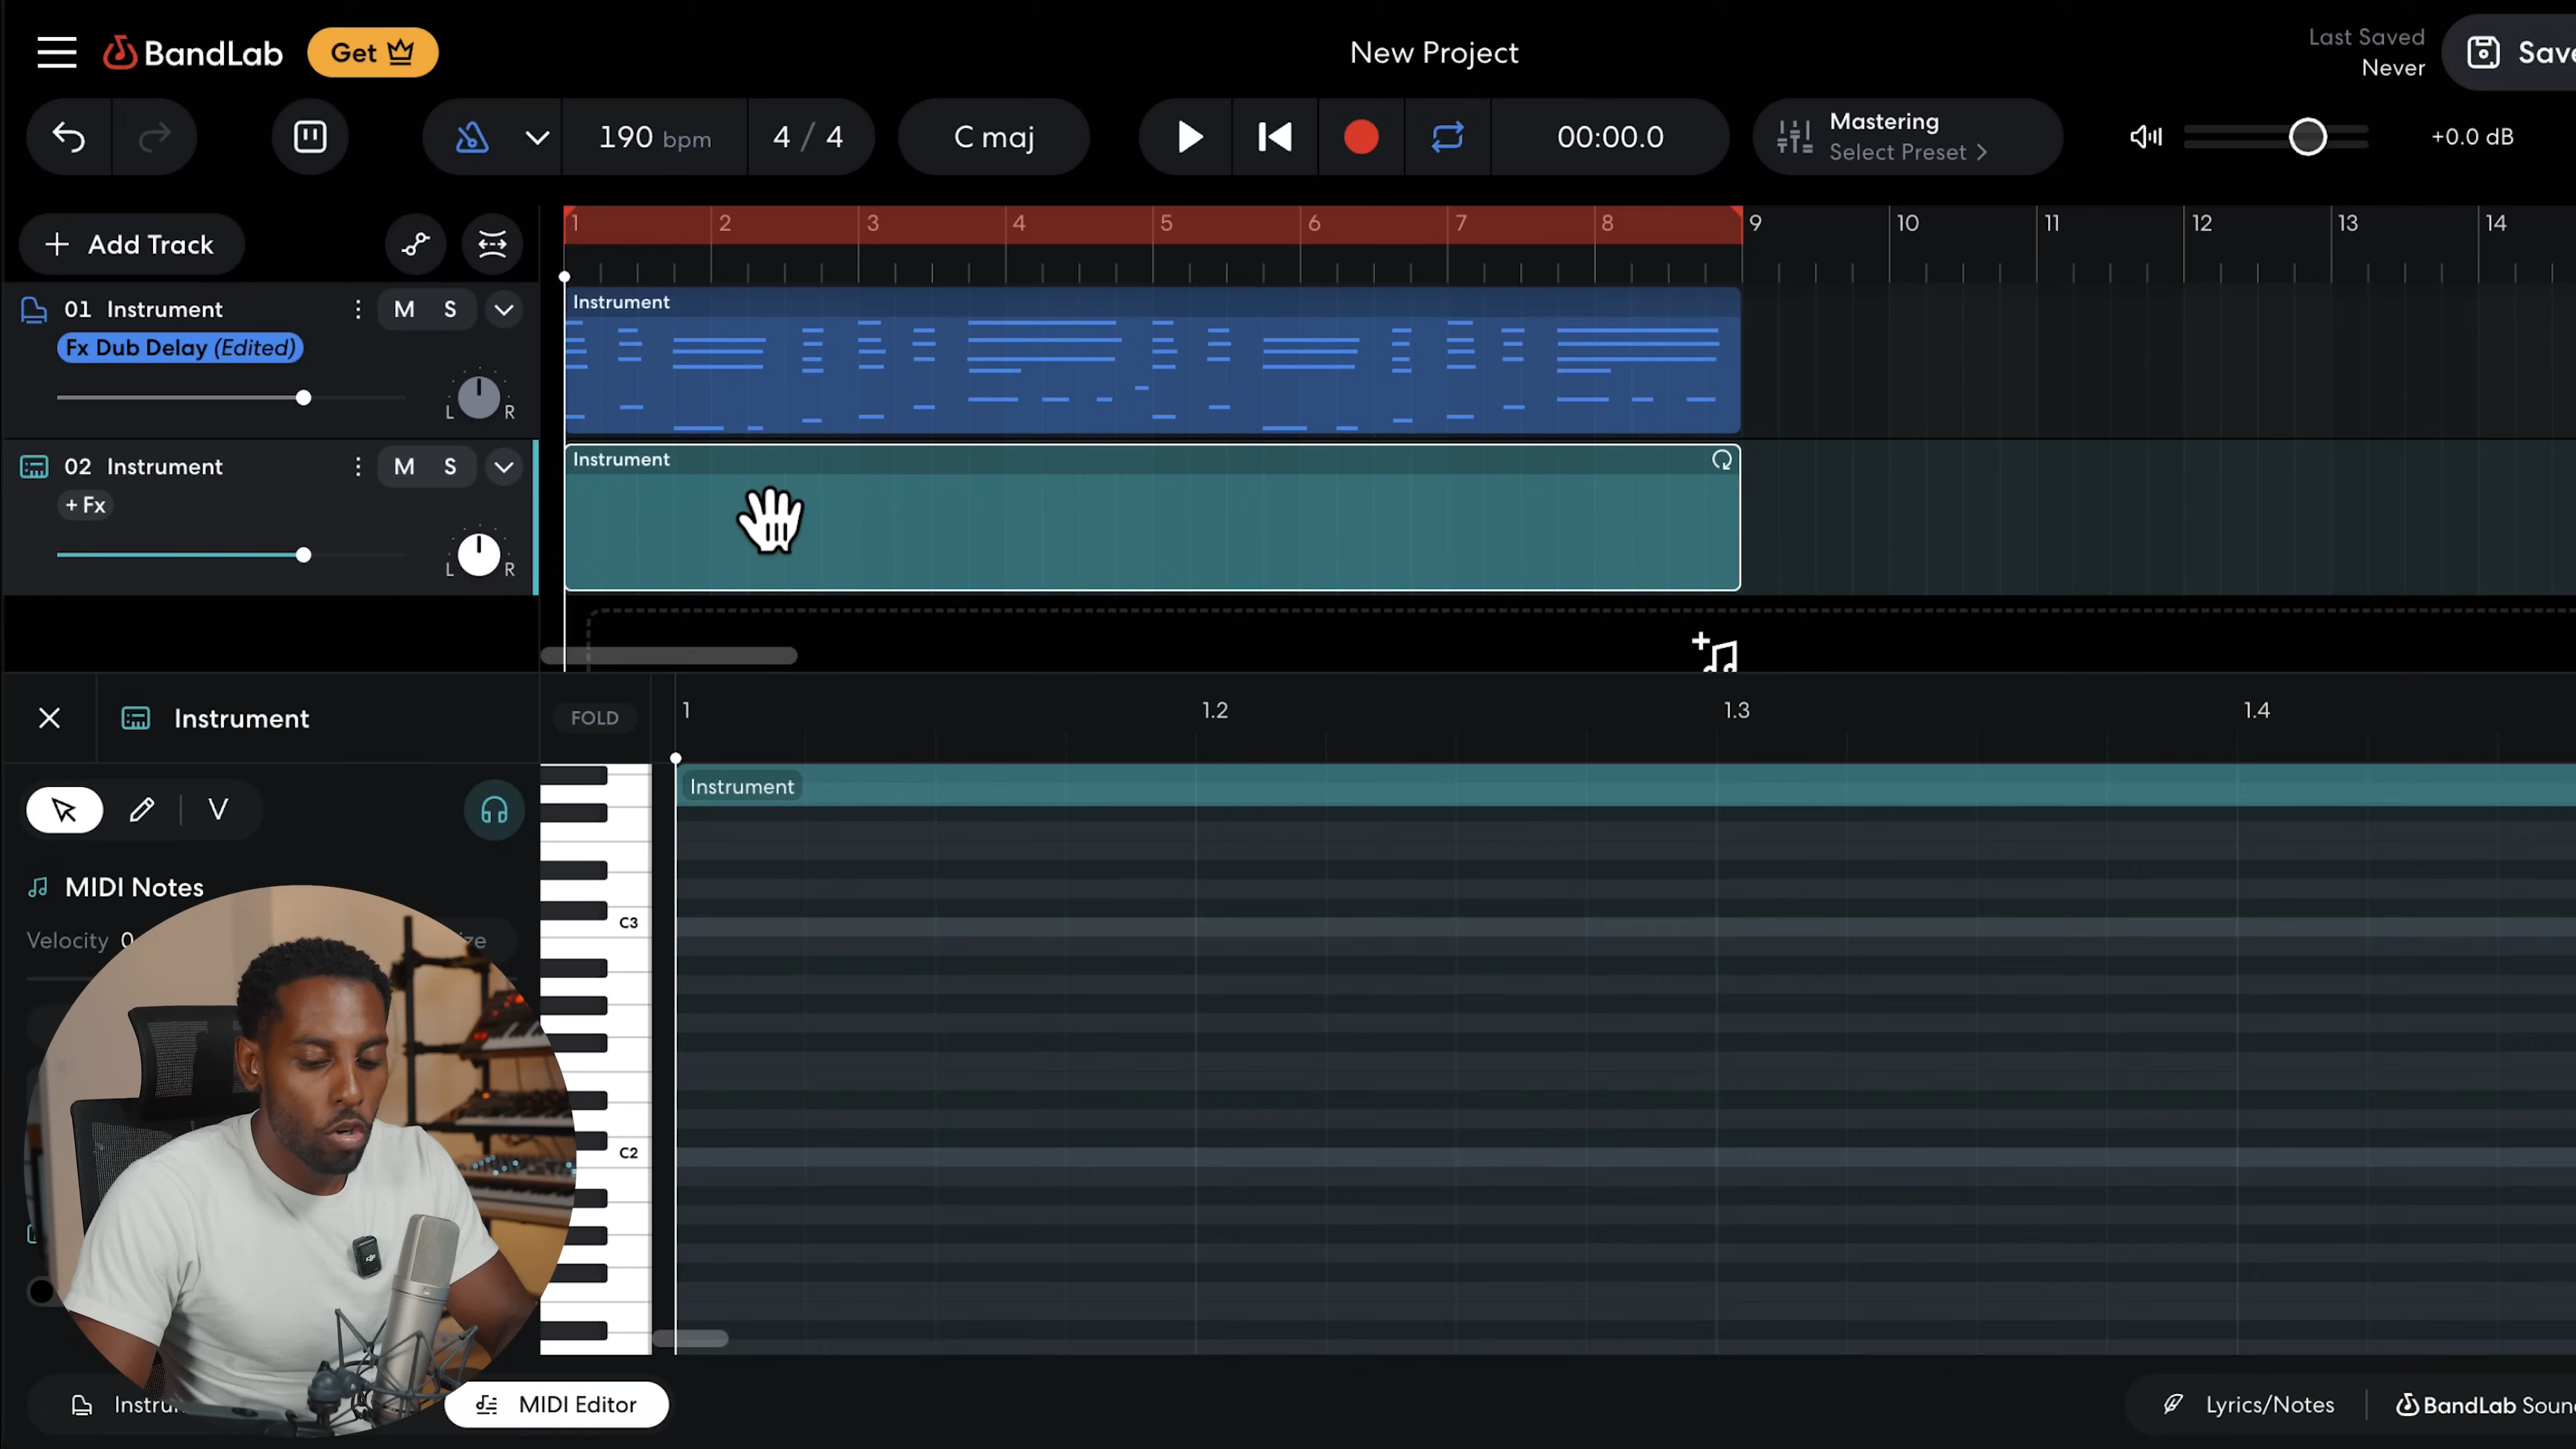 BandLab
Get
New Project
Last Saved
Never
Save
190 bpm
4 / 4
C maj
00:00.0
Mastering
Select Preset >
+0.0 dB
+ Add Track
1 2 3 4 5 6 7 8 9 10 11 12 13 14
01 Instrument
M S
Fx Dub Delay (Edited)
L R
Instrument
02 Instrument
M S
+ Fx
L R
Instrument
Instrument
FOLD
1 1.2 1.3 1.4
Instrument
V
MIDI Notes
Velocity
C3
C2
MIDI Editor
Lyrics/Notes
BandLab